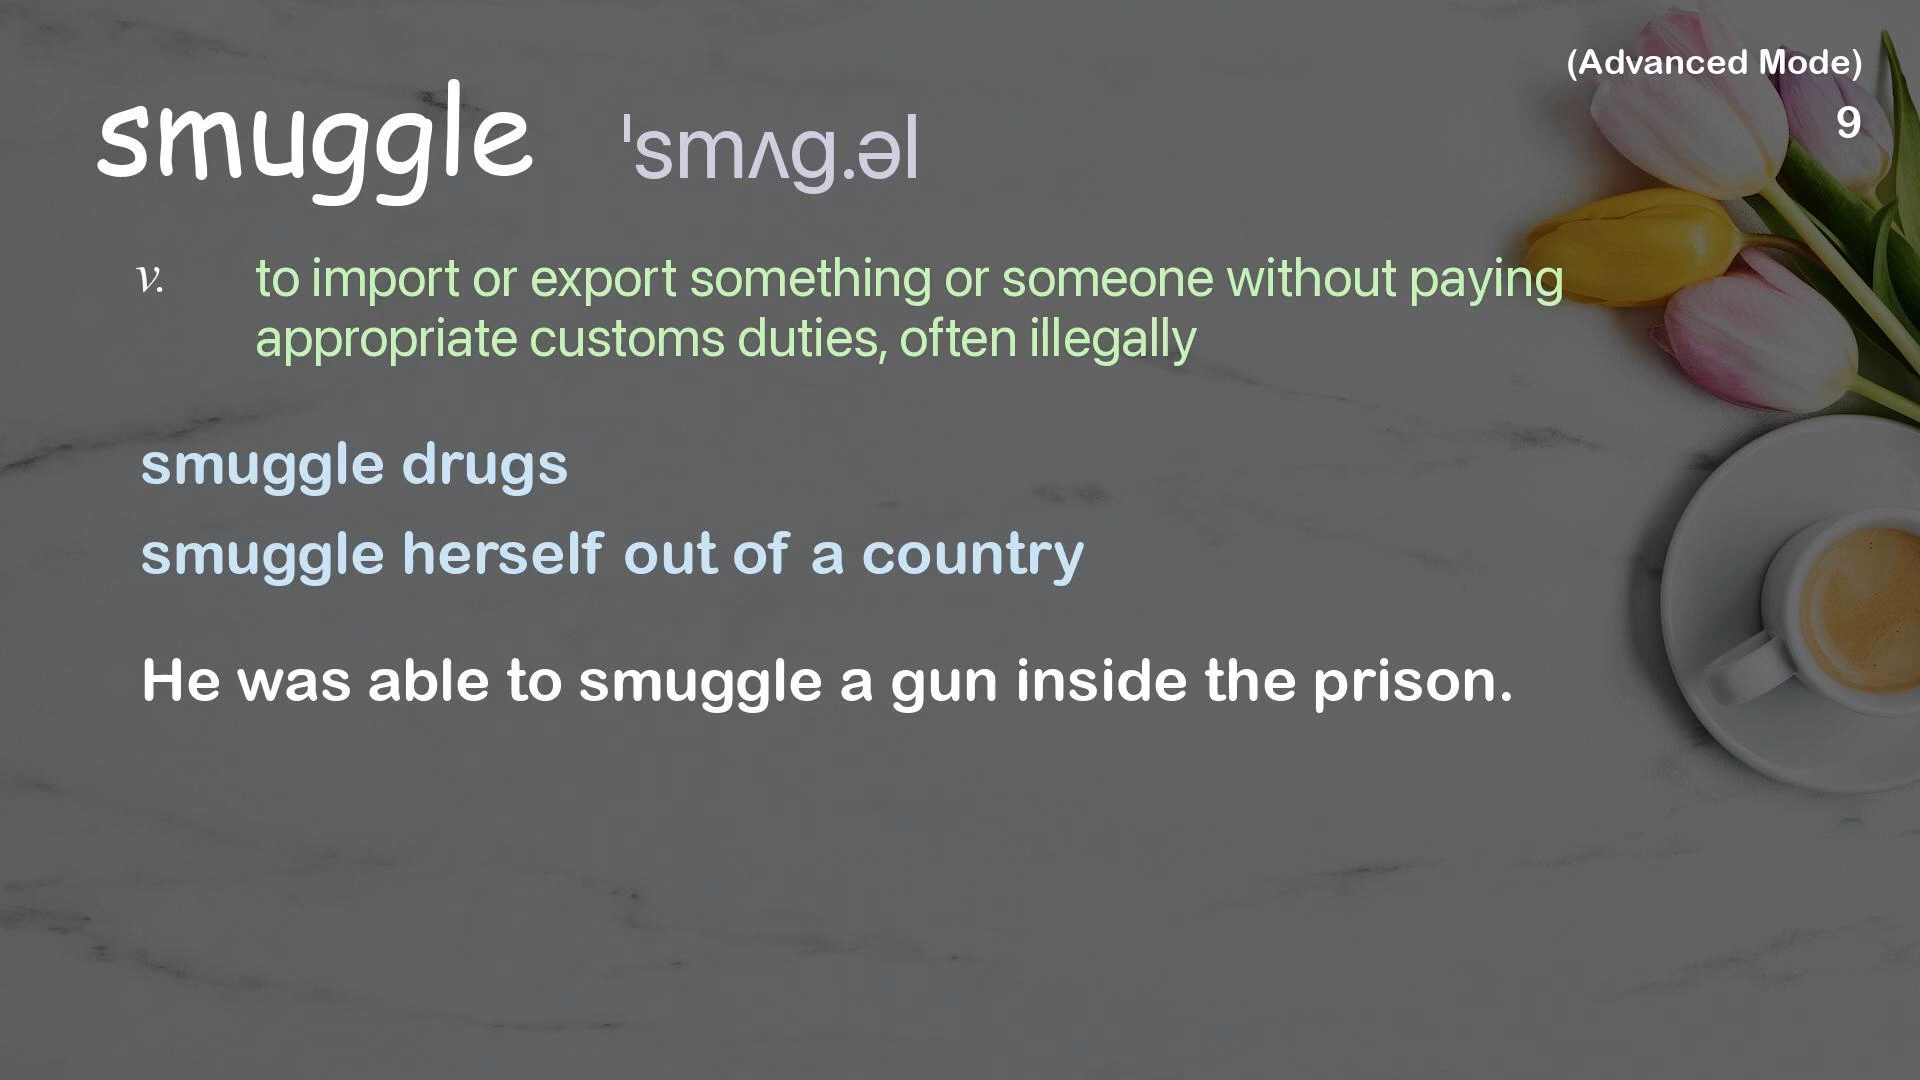 (Advanced Mode)
smuggle ˈsmʌg.əl
9
v. to import or export something or someone without paying
appropriate customs duties, often illegally
smuggle drugs
smuggle herself out of a country
He was able to smuggle a gun inside the prison.